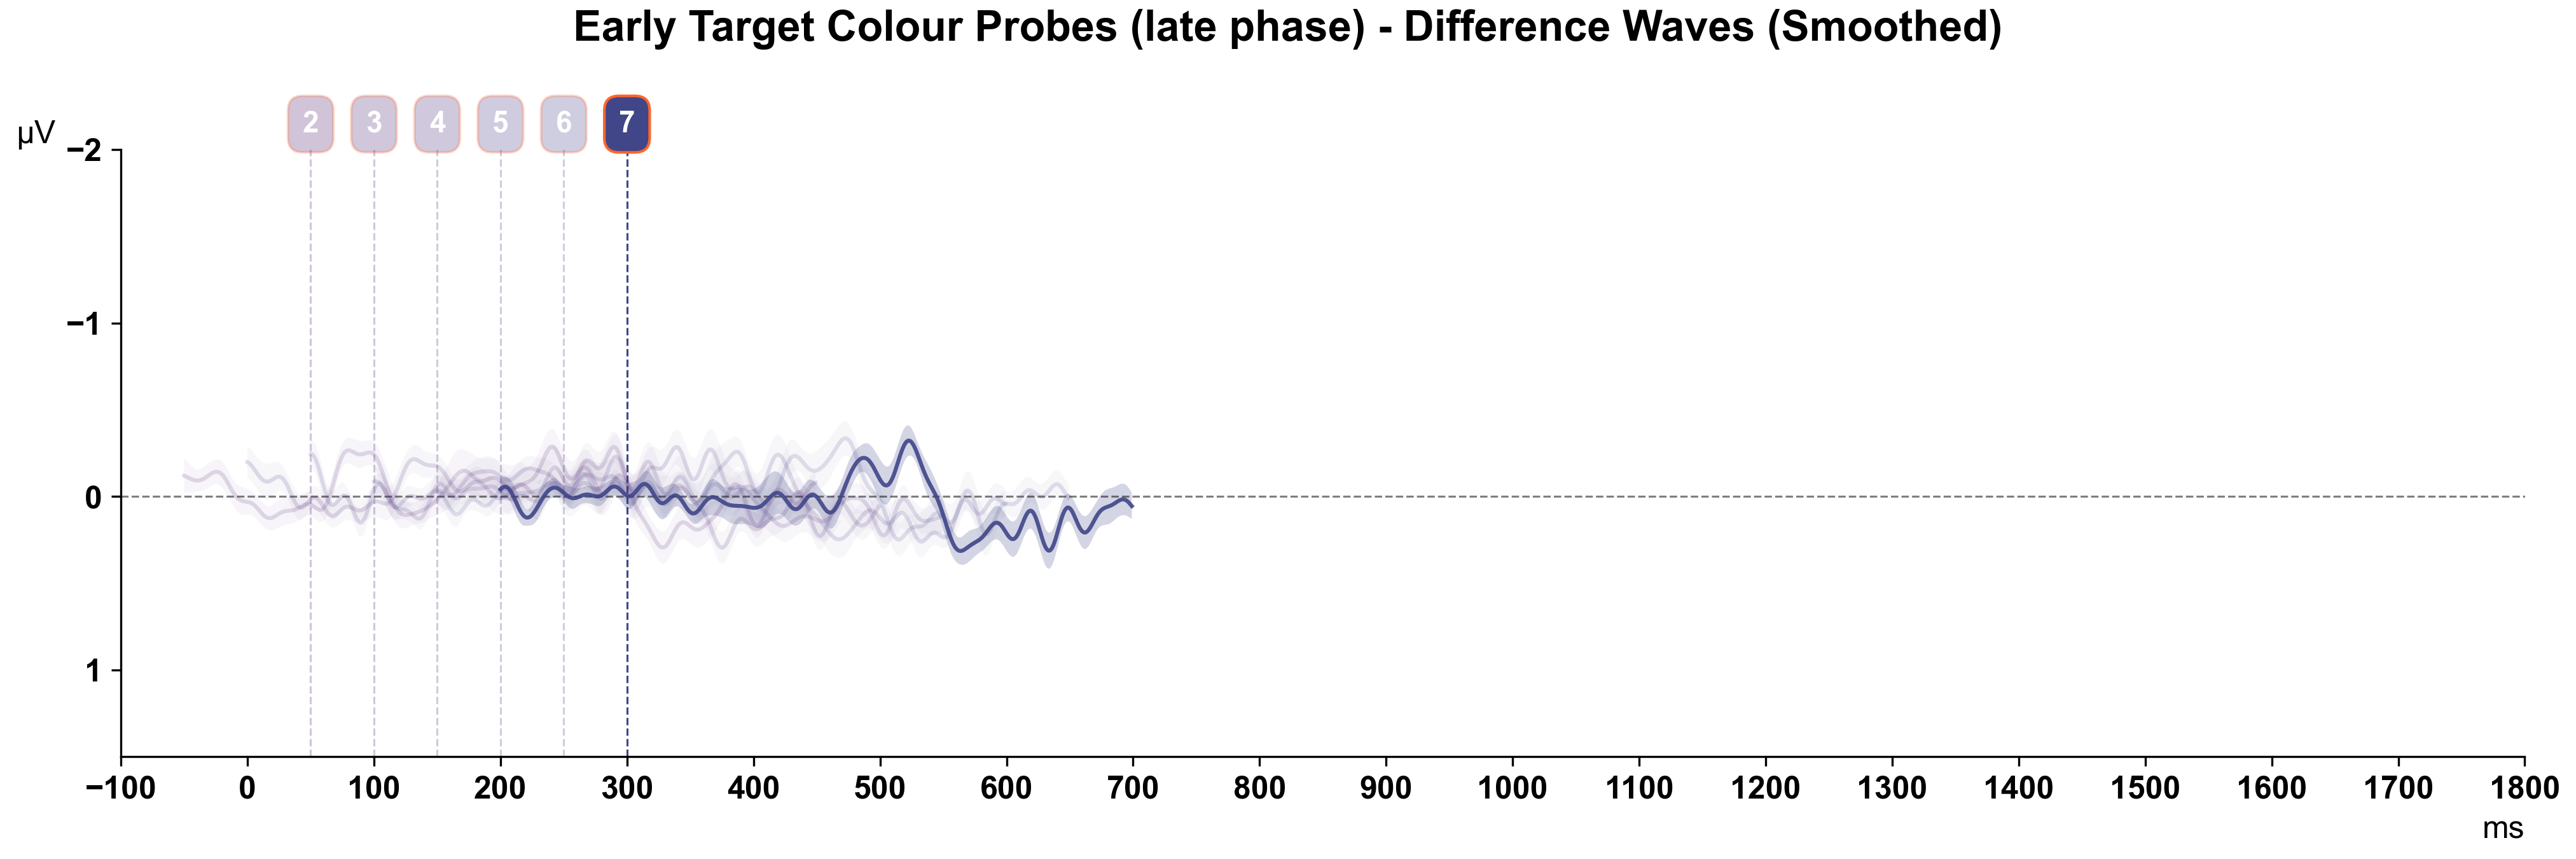 Early Target Colour Probes (late phase) - Difference Waves (Smoothed)
2 3 4 5 6 7
µV
−2
−1
0
1
−100 0 100 200 300 400 500 600 700 800 900 1000 1100 1200 1300 1400 1500 1600 1700 1800
ms